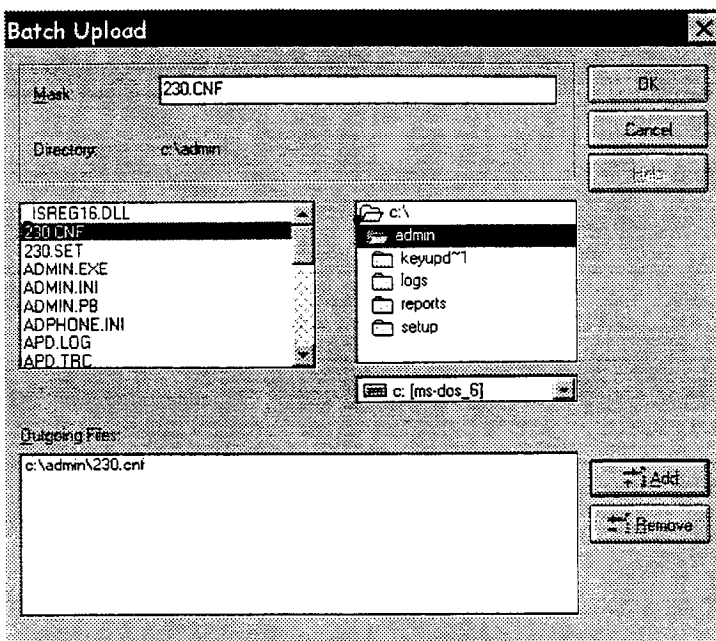 Batch Upload
Mask: 230.CNF
OK
Directory: c:\admin
Cancel
Help
_ISREG16.DLL
230.CNF
230.SET
ADMIN.EXE
ADMIN.INI
ADMIN.PB
ADPHONE.INI
APD.LOG
APD.TRC
c:\
admin
keyupd~1
logs
reports
setup
c: [ms-dos_6]
Outgoing Files:
c:\admin\230.cnf
Add
Remove